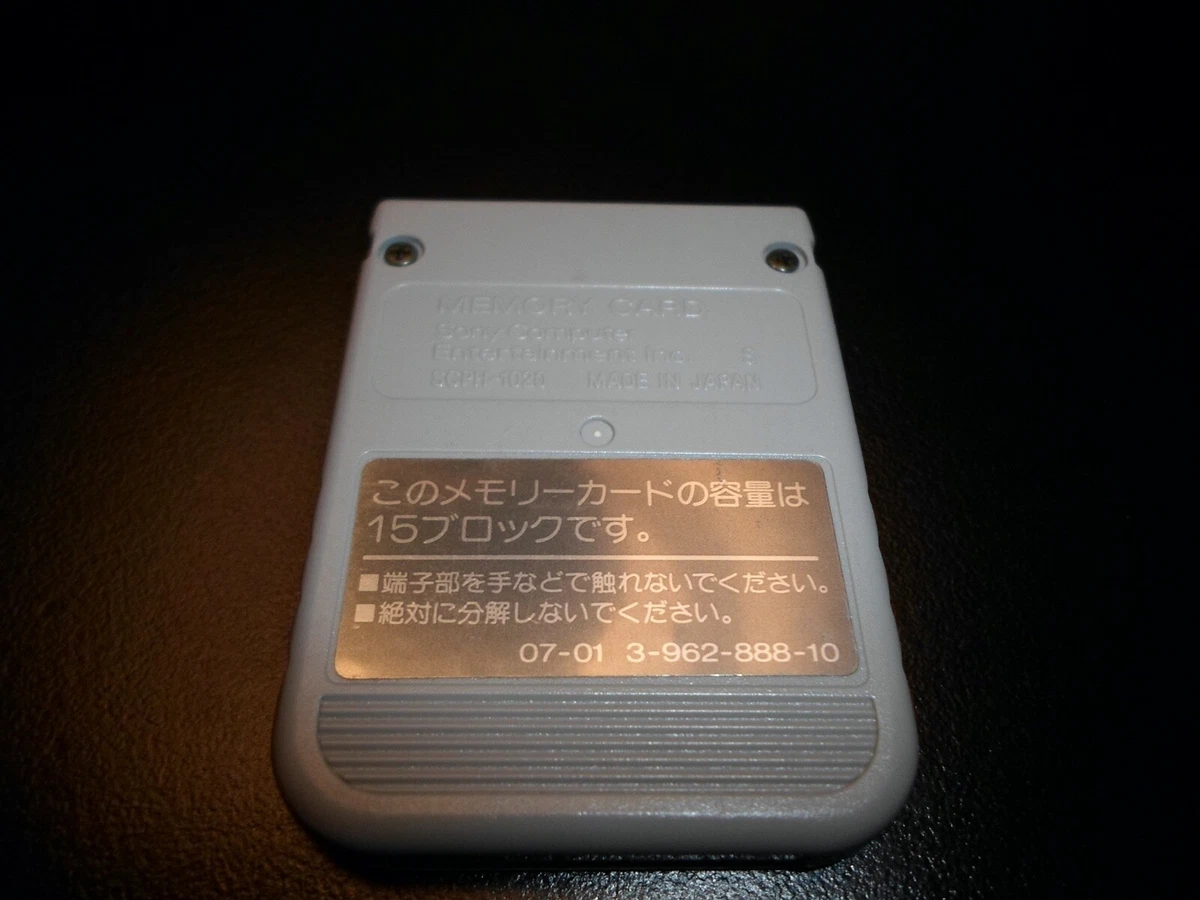 MEMORY CARD
Sony Computer
Entertainment Inc. S
SCPH-1020 MADE IN JAPAN
このメモリーカードの容量は
15ブロックです。
■端子部を手などで触れないでください。
■絶対に分解しないでください。
07-01 3-962-888-10